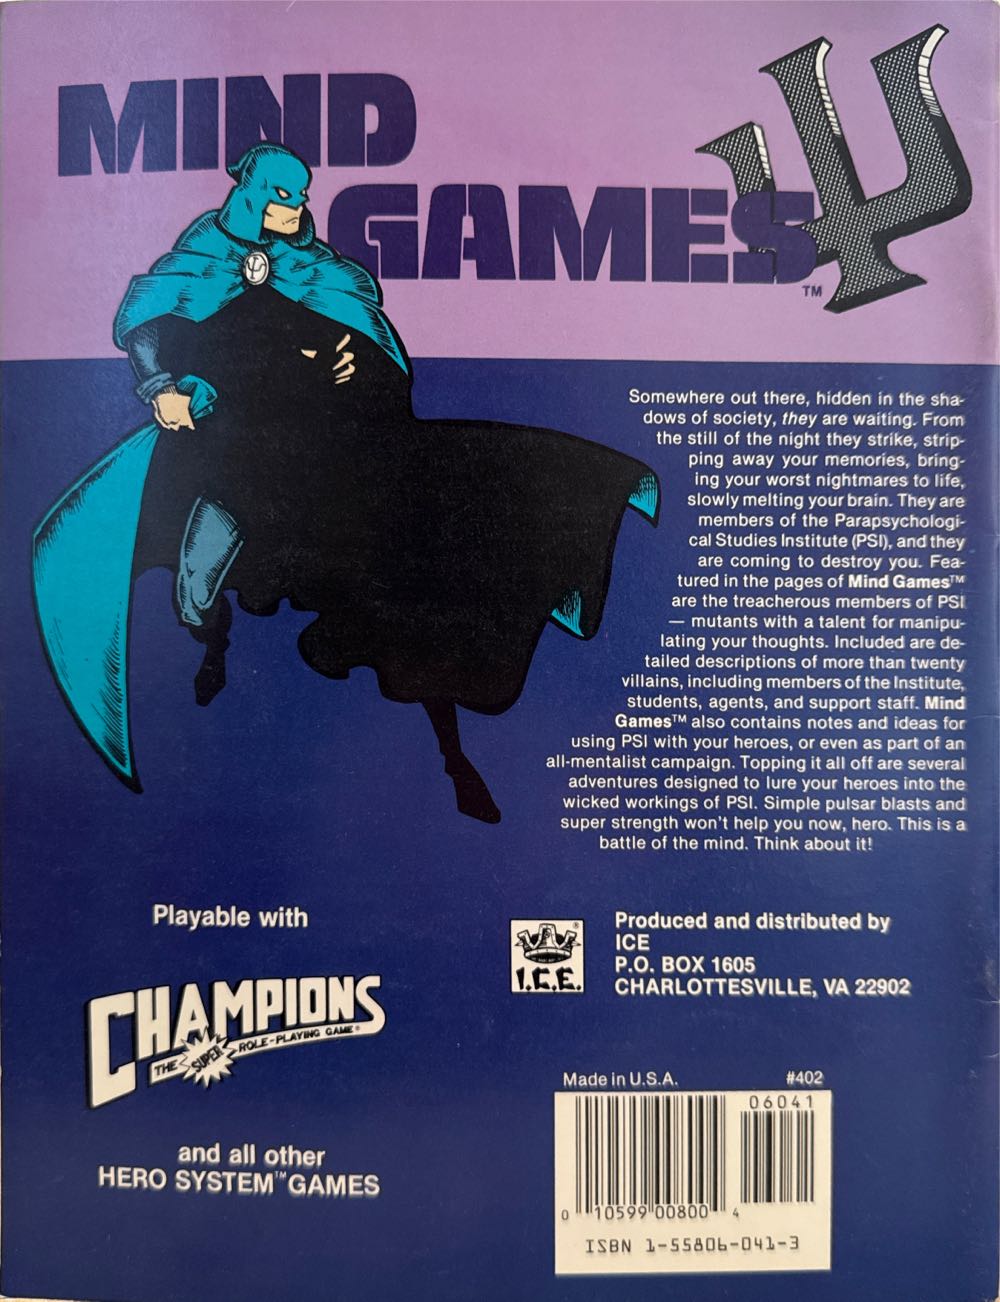 MIND
GAMES
TM
Somewhere out there, hidden in the sha-
dows of society, they are waiting. From
the still of the night they strike, strip-
ping away your memories, bring-
ing your worst nightmares to life,
slowly melting your brain. They are
members of the Parapsychologi-
cal Studies Institute (PSI), and they
are coming to destroy you. Fea-
tured in the pages of Mind Games™
are the treacherous members of PSI
— mutants with a talent for manipu-
lating your thoughts. Included are de-
tailed descriptions of more than twenty
villains, including members of the Institute,
students, agents, and support staff. Mind
Games™ also contains notes and ideas for
using PSI with your heroes, or even as part of an
all-mentalist campaign. Topping it all off are several
adventures designed to lure your heroes into the
wicked workings of PSI. Simple pulsar blasts and
super strength won't help you now, hero. This is a
battle of the mind. Think about it!
Playable with
CHAMPIONS
THE SUPER ROLE-PLAYING GAME®
and all other
HERO SYSTEM™ GAMES
I.C.E.
®
Produced and distributed by
ICE
P.O. BOX 1605
CHARLOTTESVILLE, VA 22902
Made in U.S.A. #402
06041
0 10599 00800 4
ISBN 1-55806-041-3